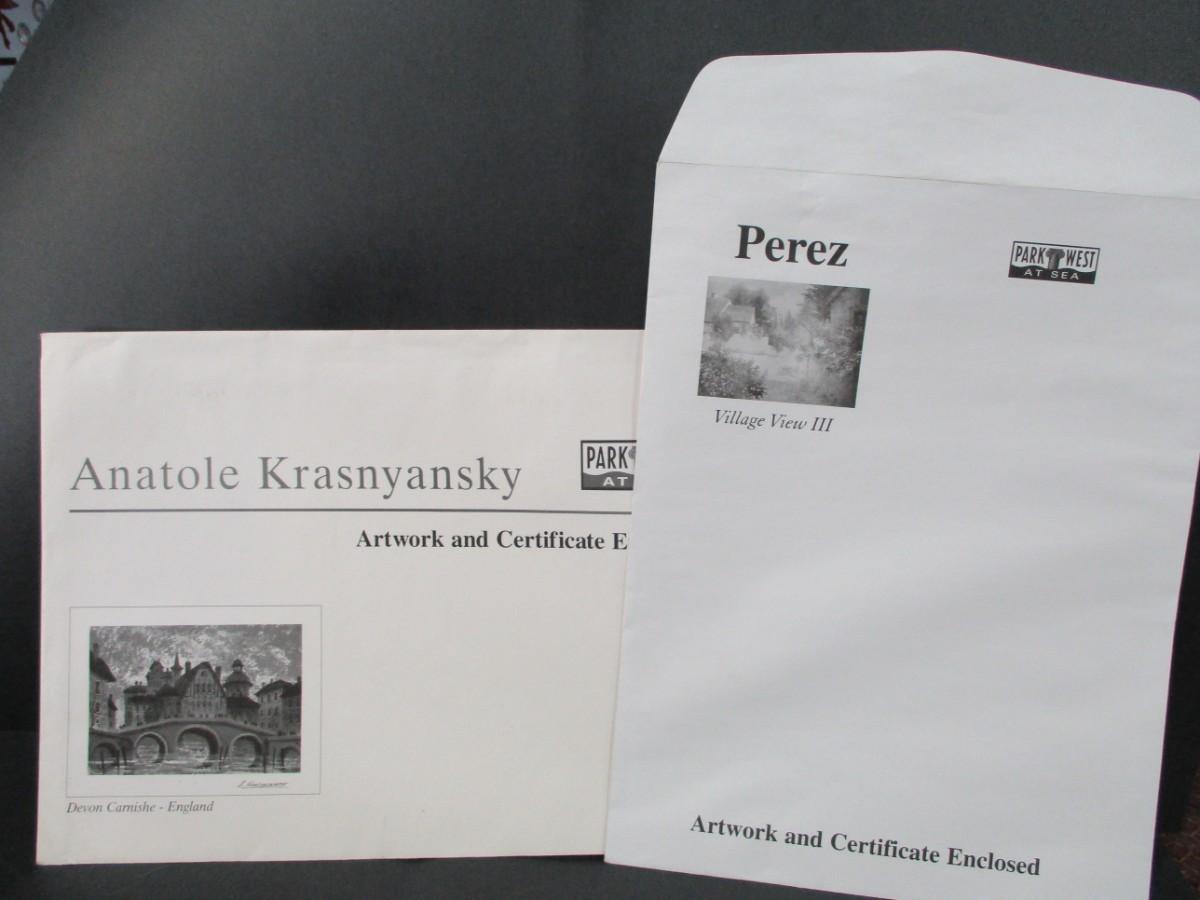 Anatole Krasnyansky
PARK
AT
Artwork and Certificate E
Devon Carnishe - England
Perez
PARK WEST
AT SEA
Village View III
Artwork and Certificate Enclosed